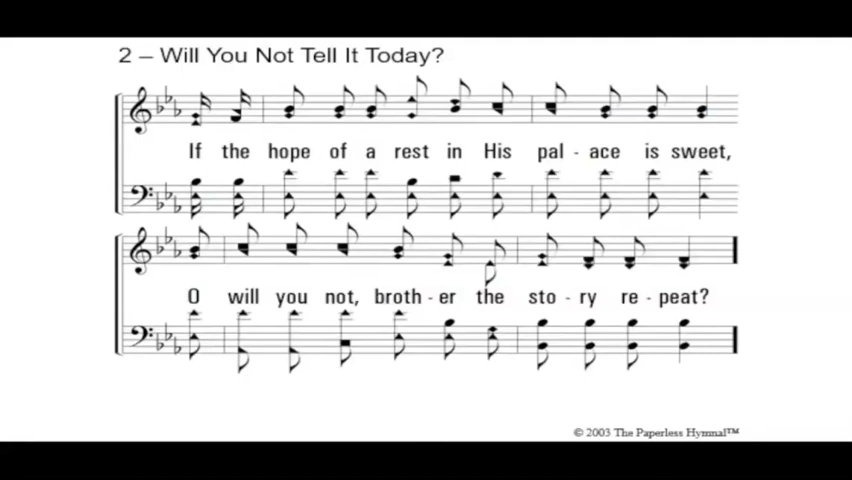 2 – Will You Not Tell It Today?
If the hope of a rest in His pal - ace is sweet,
O will you not, broth - er the sto - ry re - peat?
© 2003 The Paperless Hymnal™